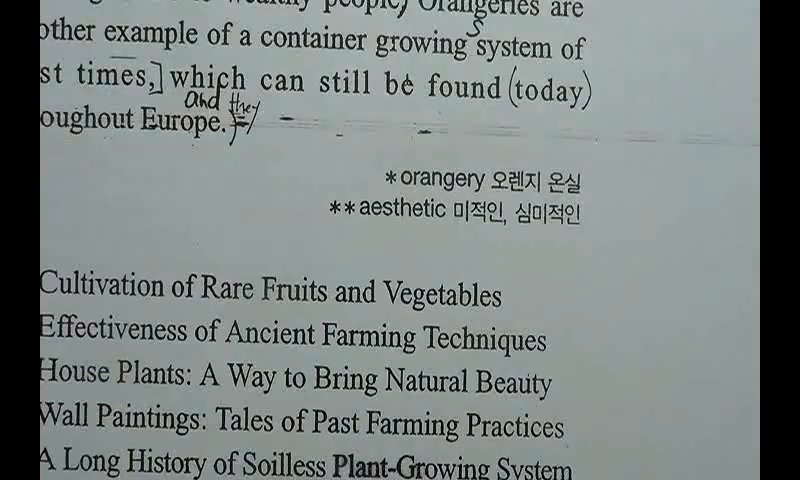 wealthy people) Orangeries are
other example of a container growing system of
s
st times,] which can still be found (today)
and they
oughout Europe.
*orangery 오렌지 온실
**aesthetic 미적인, 심미적인
Cultivation of Rare Fruits and Vegetables
Effectiveness of Ancient Farming Techniques
House Plants: A Way to Bring Natural Beauty
Wall Paintings: Tales of Past Farming Practices
A Long History of Soilless Plant-Growing System